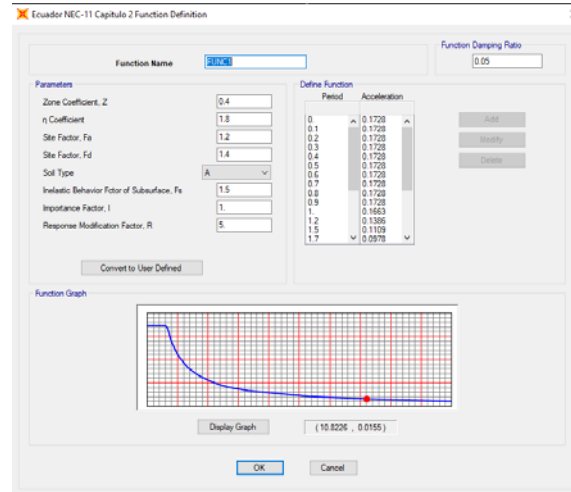 Ecuador NEC-11 Capitulo 2 Function Definition
Function Damping Ratio
Function Name FUNC1 0.05
Parameters
Zone Coefficient, Z 0.4
η Coefficient 1.8
Site Factor, Fa 1.2
Site Factor, Fd 1.4
Soil Type A
Inelastic Behavior Fctor of Subsurface, Fs 1.5
Importance Factor, I 1.
Response Modification Factor, R 5.
Convert to User Defined
Define Function
Period Acceleration
0. 0.1728
0.1 0.1728
0.2 0.1728
0.3 0.1728
0.4 0.1728
0.5 0.1728
0.6 0.1728
0.7 0.1728
0.8 0.1728
0.9 0.1728
1. 0.1663
1.2 0.1386
1.5 0.1109
1.7 0.0978
Add
Modify
Delete
Function Graph
Display Graph (10.8226 , 0.0155)
OK Cancel